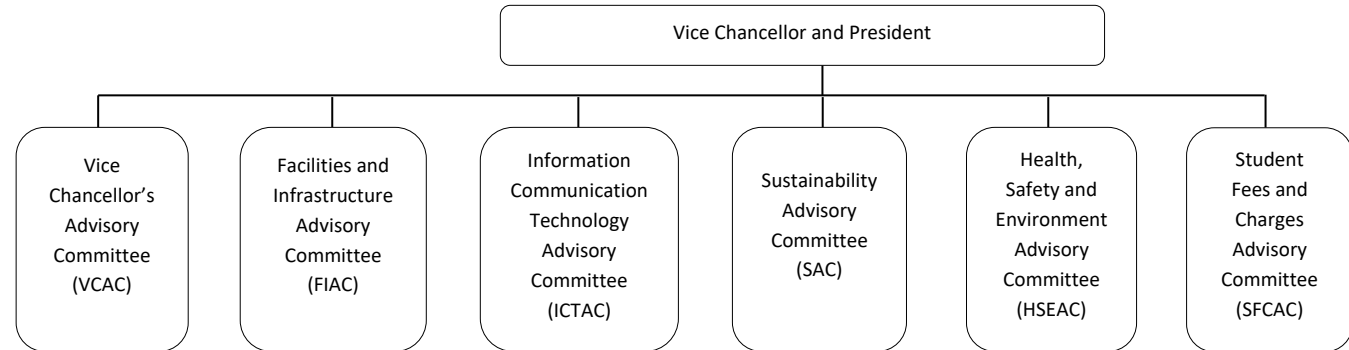 Vice Chancellor and President
Vice
Chancellor’s
Advisory
Committee
(VCAC)
Facilities and
Infrastructure
Advisory
Committee
(FIAC)
Information
Communication
Technology
Advisory
Committee
(ICTAC)
Sustainability
Advisory
Committee
(SAC)
Health,
Safety and
Environment
Advisory
Committee
(HSEAC)
Student
Fees and
Charges
Advisory
Committee
(SFCAC)